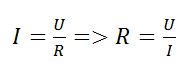 I = U/R => R = U/I